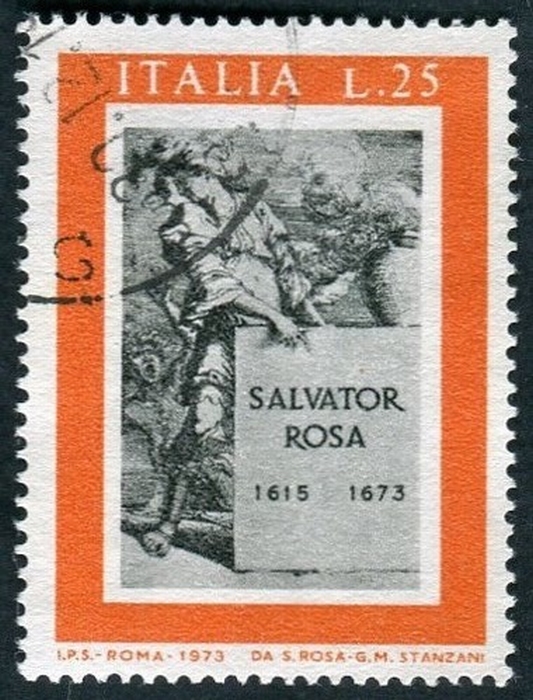 ITALIA L.25
SALVATOR
ROSA
1615 1673
I.P.S.-ROMA-1973 DA S.ROSA-G.M. STANZANI